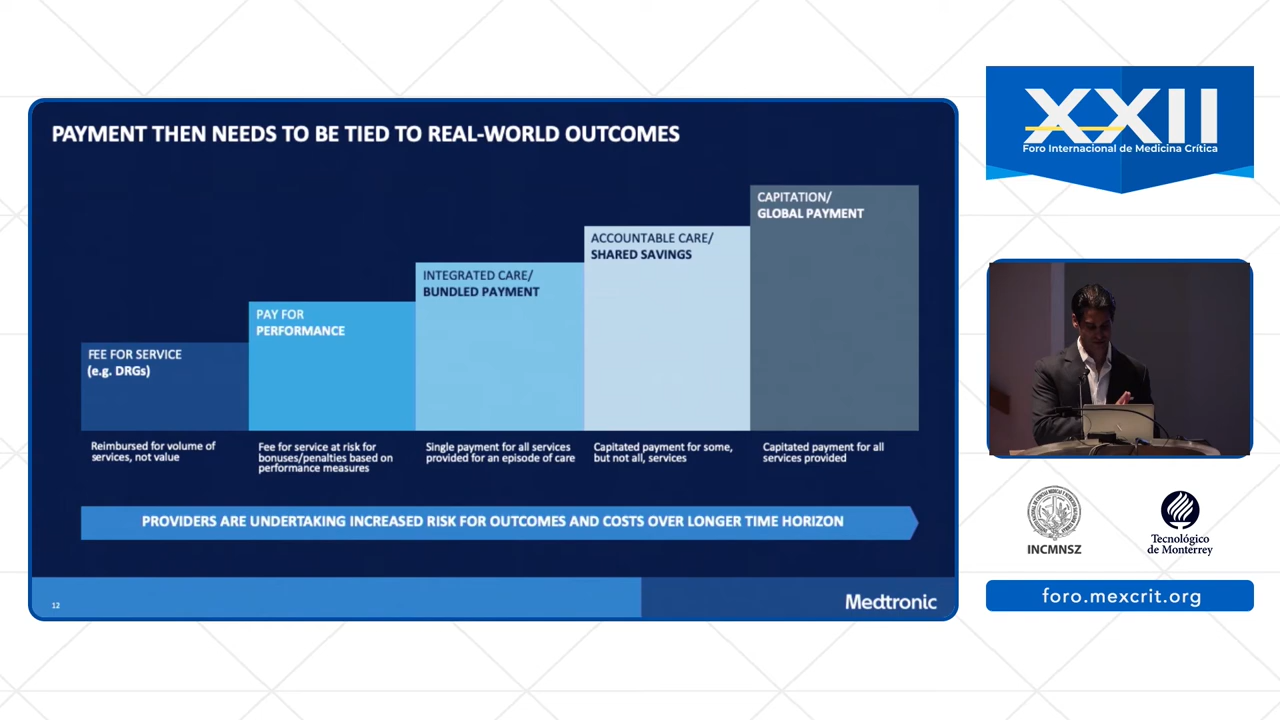 PAYMENT THEN NEEDS TO BE TIED TO REAL-WORLD OUTCOMES
FEE FOR SERVICE
(e.g. DRGs)
Reimbursed for volume of
services, not value
PAY FOR
PERFORMANCE
Fee for service at risk for
bonuses/penalties based on
performance measures
INTEGRATED CARE/
BUNDLED PAYMENT
Single payment for all services
provided for an episode of care
ACCOUNTABLE CARE/
SHARED SAVINGS
Capitated payment for some,
but not all, services
CAPITATION/
GLOBAL PAYMENT
Capitated payment for all
services provided
PROVIDERS ARE UNDERTAKING INCREASED RISK FOR OUTCOMES AND COSTS OVER LONGER TIME HORIZON
12
Medtronic
XXII
Foro Internacional de Medicina Crítica
INCMNSZ
Tecnológico
de Monterrey
foro.mexcrit.org